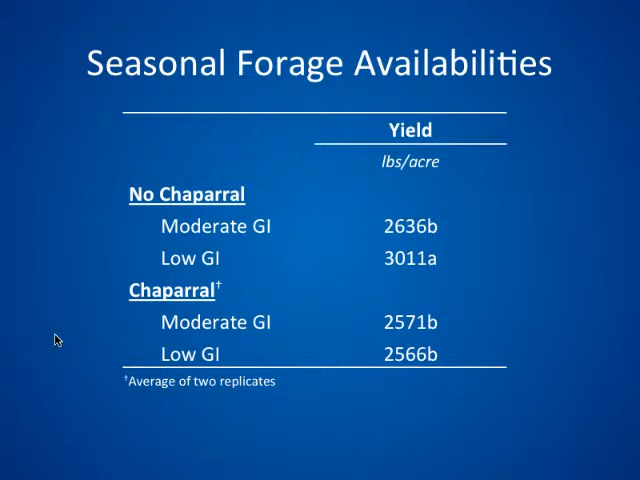 Seasonal Forage Availabilities
Yield
lbs/acre
No Chaparral
Moderate GI 2636b
Low GI 3011a
Chaparral†
Moderate GI 2571b
Low GI 2566b
†Average of two replicates